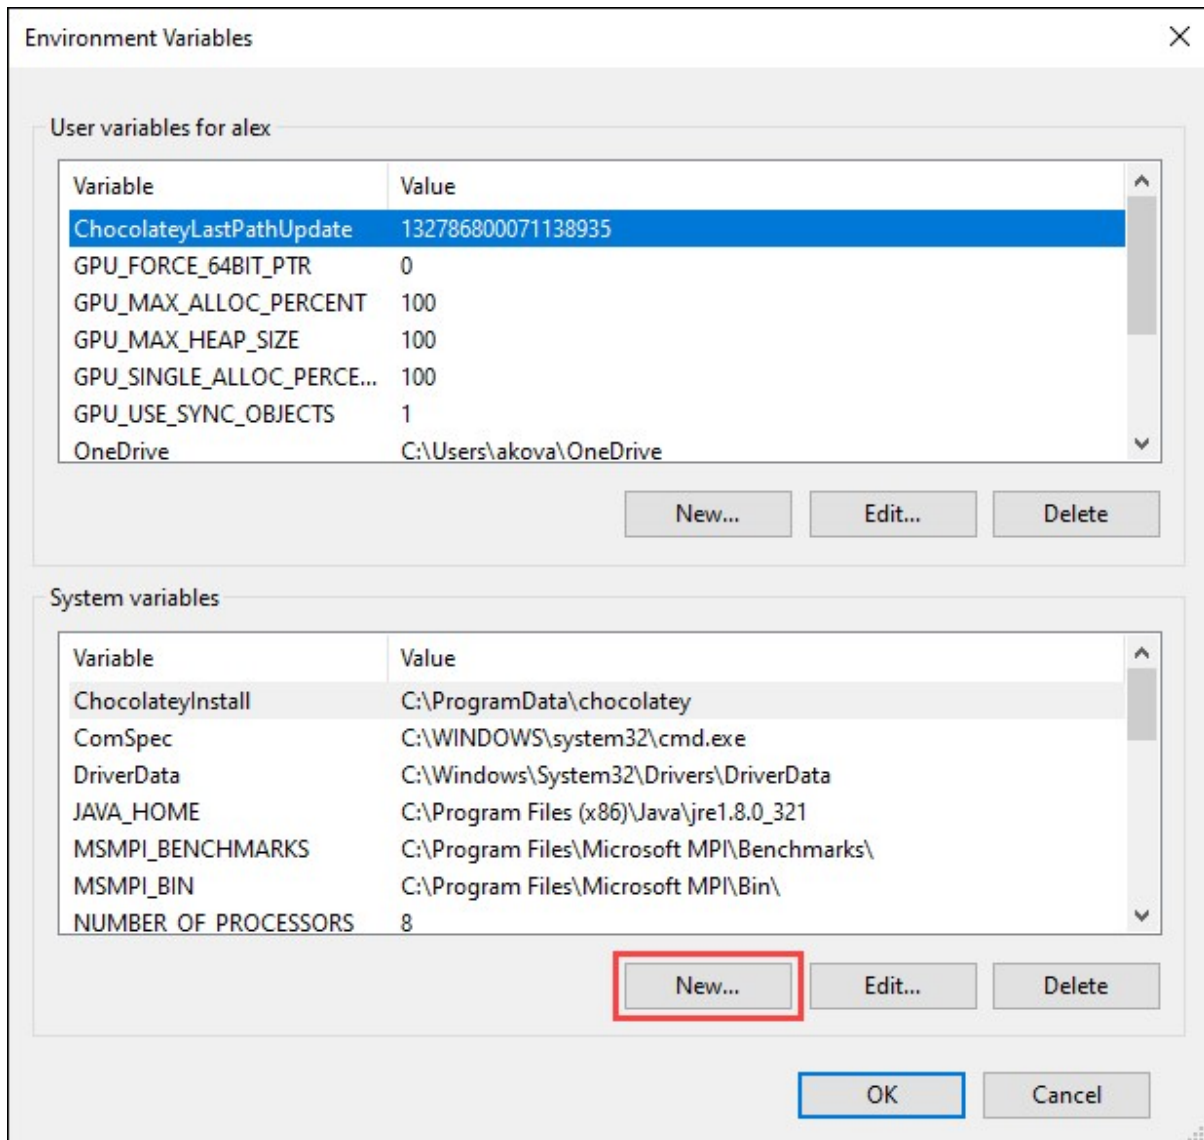 Environment Variables
User variables for alex
Variable Value
ChocolateyLastPathUpdate 132786800071138935
GPU_FORCE_64BIT_PTR 0
GPU_MAX_ALLOC_PERCENT 100
GPU_MAX_HEAP_SIZE 100
GPU_SINGLE_ALLOC_PERCE... 100
GPU_USE_SYNC_OBJECTS 1
OneDrive C:\Users\akova\OneDrive
New... Edit... Delete
System variables
Variable Value
ChocolateyInstall C:\ProgramData\chocolatey
ComSpec C:\WINDOWS\system32\cmd.exe
DriverData C:\Windows\System32\Drivers\DriverData
JAVA_HOME C:\Program Files (x86)\Java\jre1.8.0_321
MSMPI_BENCHMARKS C:\Program Files\Microsoft MPI\Benchmarks\
MSMPI_BIN C:\Program Files\Microsoft MPI\Bin\
NUMBER_OF_PROCESSORS 8
New... Edit... Delete
OK Cancel